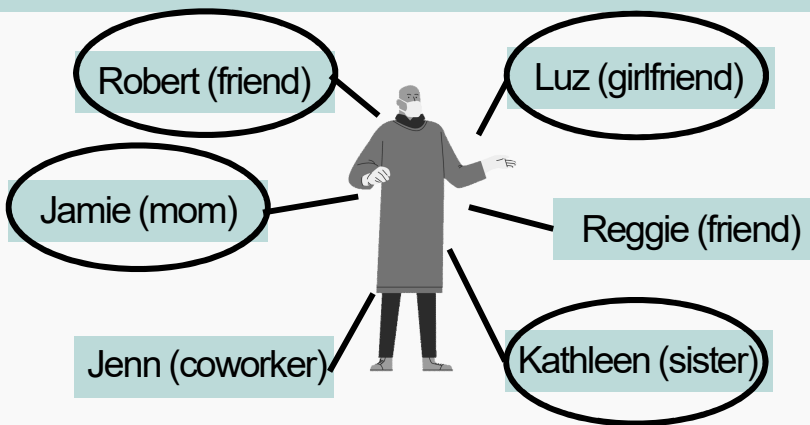 Robert (friend)
Luz (girlfriend)
Jamie (mom)
Reggie (friend)
Jenn (coworker)
Kathleen (sister)